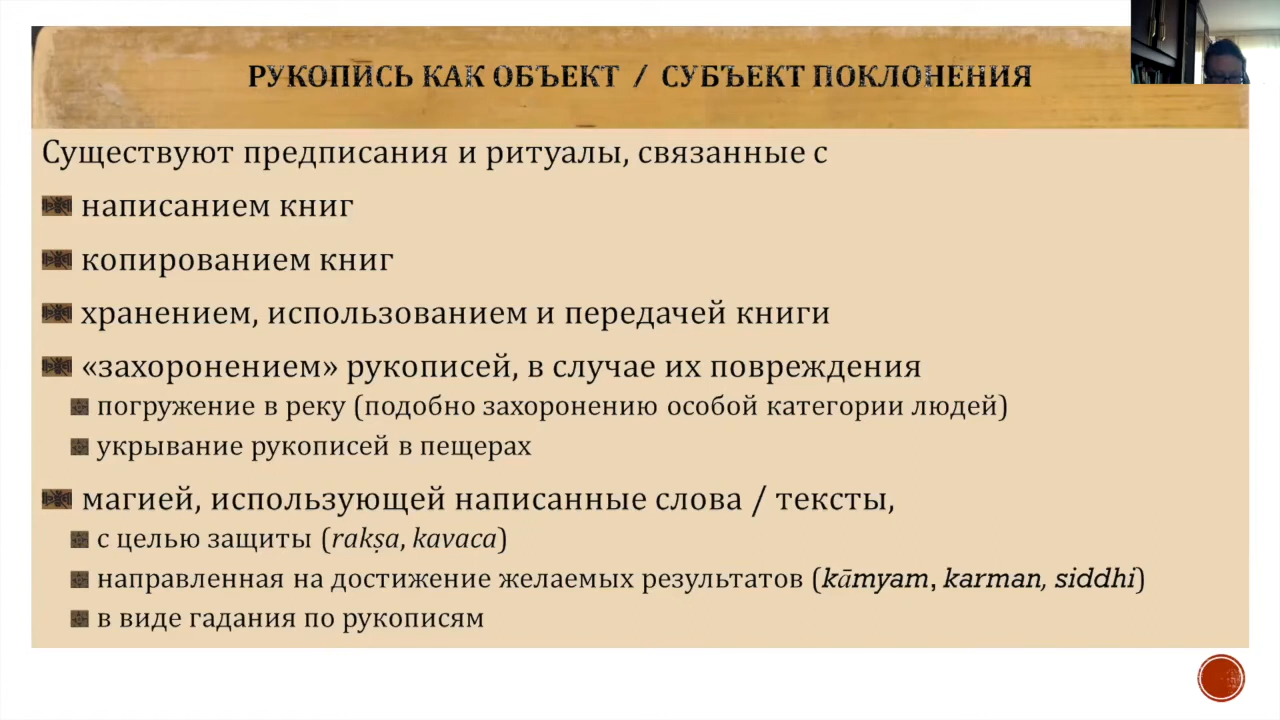 РУКОПИСЬ КАК ОБЪЕКТ / СУБЪЕКТ ПОКЛОНЕНИЯ
Существуют предписания и ритуалы, связанные с
написанием книг
копированием книг
хранением, использованием и передачей книги
«захоронением» рукописей, в случае их повреждения
погружение в реку (подобно захоронению особой категории людей)
укрывание рукописей в пещерах
магией, использующей написанные слова / тексты,
с целью защиты (rakṣa, kavaca)
направленная на достижение желаемых результатов (kāmyam, karman, siddhi)
в виде гадания по рукописям